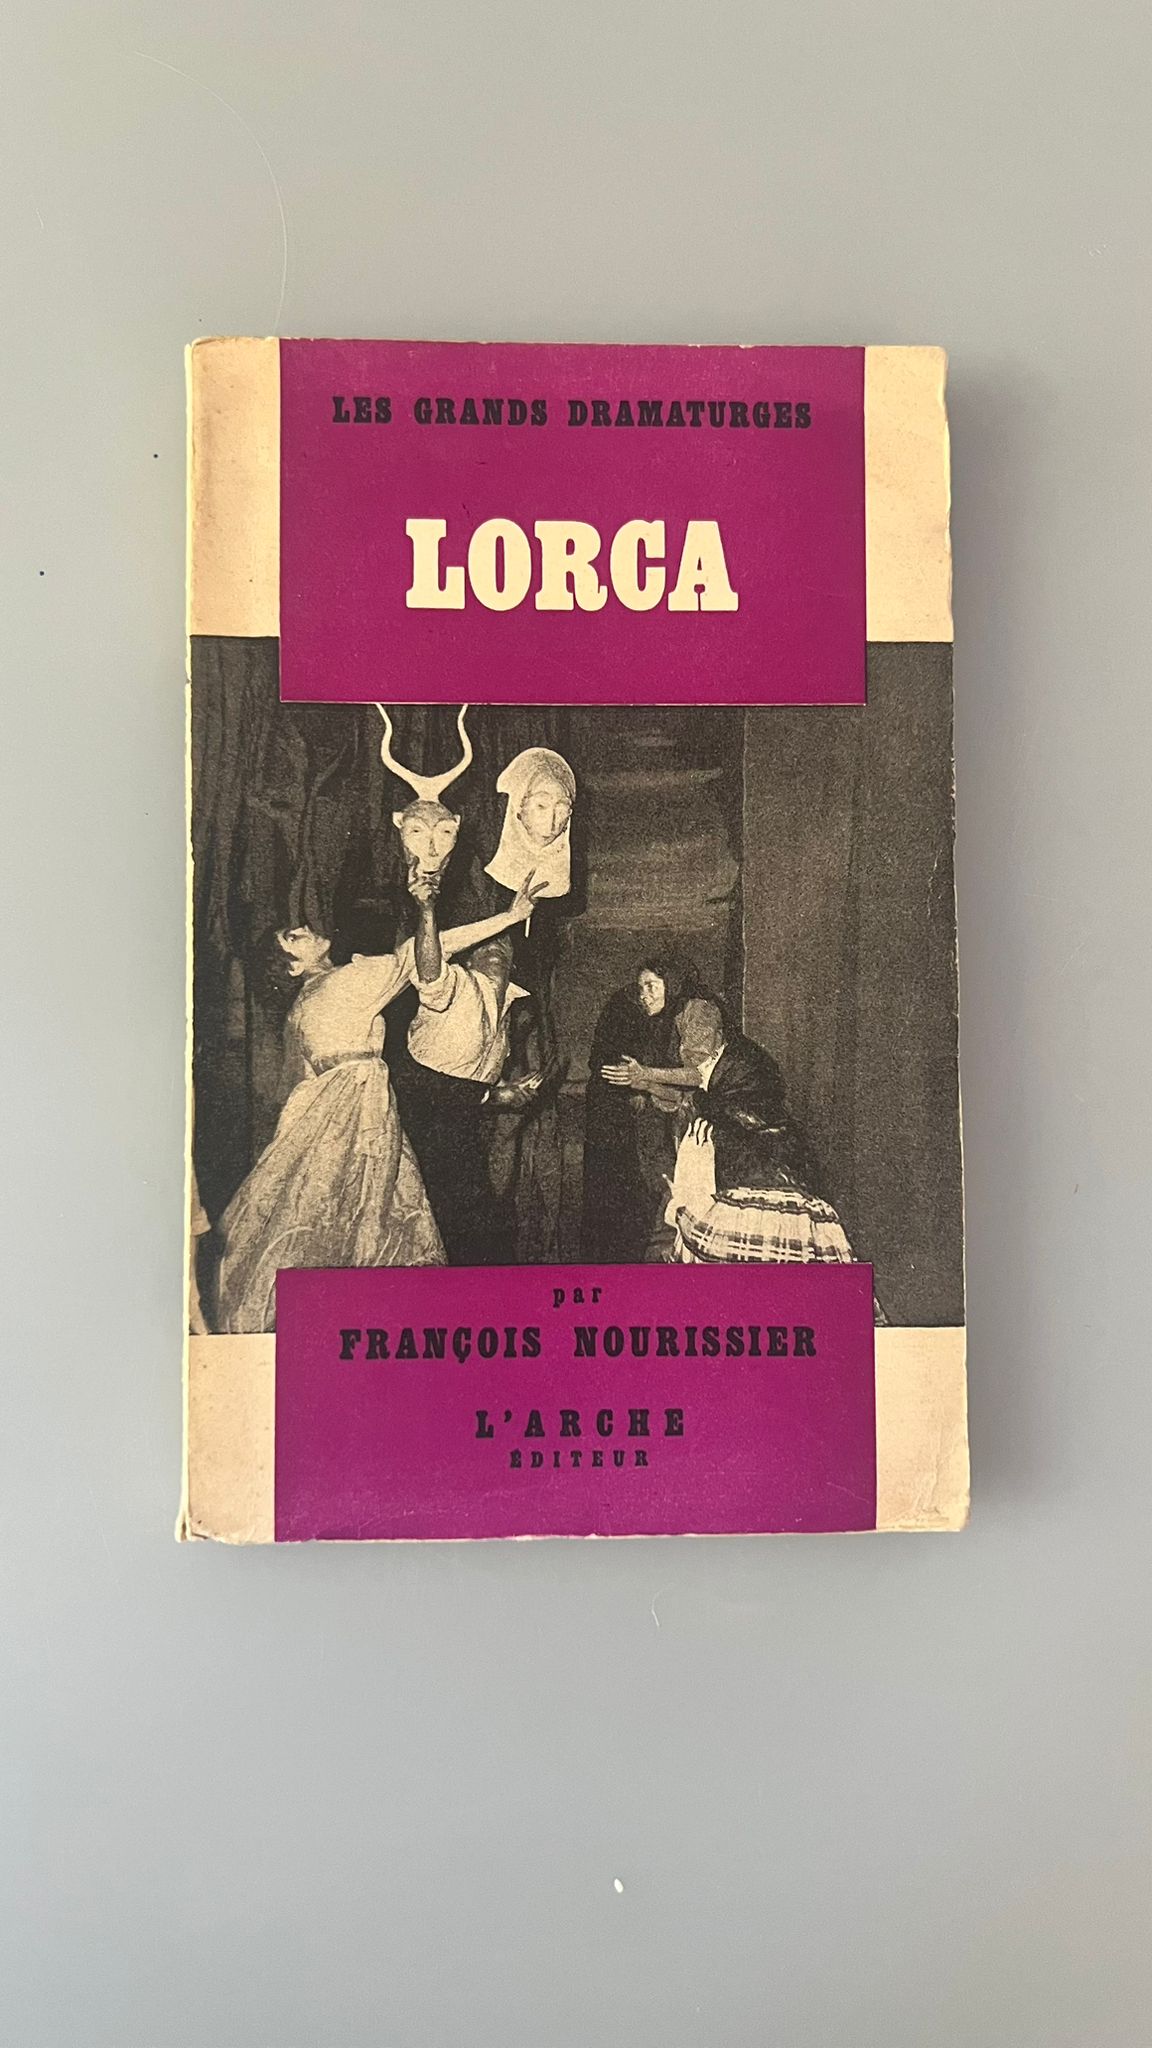 LES GRANDS DRAMATURGES
LORCA
par
FRANÇOIS NOURISSIER
L'ARCHE
ÉDITEUR